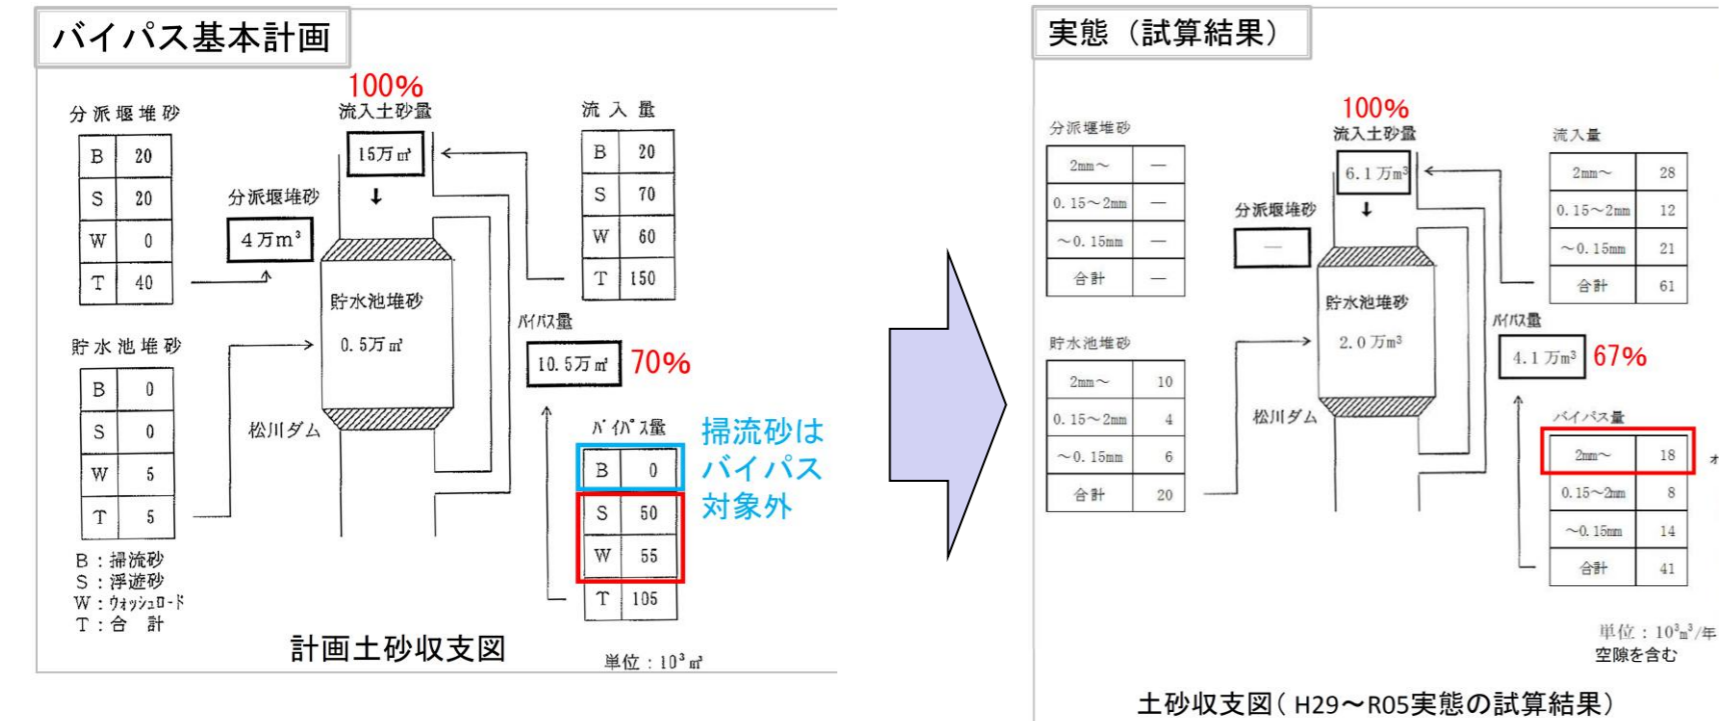 バイパス基本計画
100%
流入土砂量
15万㎥
分派堰堆砂
B 20
S 20
W 0
T 40
分派堰堆砂
4万m³
流入量
B 20
S 70
W 60
T 150
貯水池堆砂
B 0
S 0
W 5
T 5
貯水池堆砂
0.5万㎥
松川ダム
バイパス量
10.5万㎥ 70%
バイパス量
B 0
S 50
W 55
T 105
掃流砂は
バイパス
対象外
B：掃流砂
S：浮遊砂
W：ウォッシュロード
T：合　計
計画土砂収支図
単位：10³㎥
実態（試算結果）
100%
流入土砂量
6.1万m³
分派堰堆砂
2mm～ —
0.15～2mm —
～0.15mm —
合計 —
分派堰堆砂
—
流入量
2mm～ 28
0.15～2mm 12
～0.15mm 21
合計 61
貯水池堆砂
2mm～ 10
0.15～2mm 4
～0.15mm 6
合計 20
貯水池堆砂
2.0万m³
松川ダム
バイパス量
4.1万m³ 67%
バイパス量
2mm～ 18
0.15～2mm 8
～0.15mm 14
合計 41
単位：10³m³/年
空隙を含む
土砂収支図（H29～R05実態の試算結果）